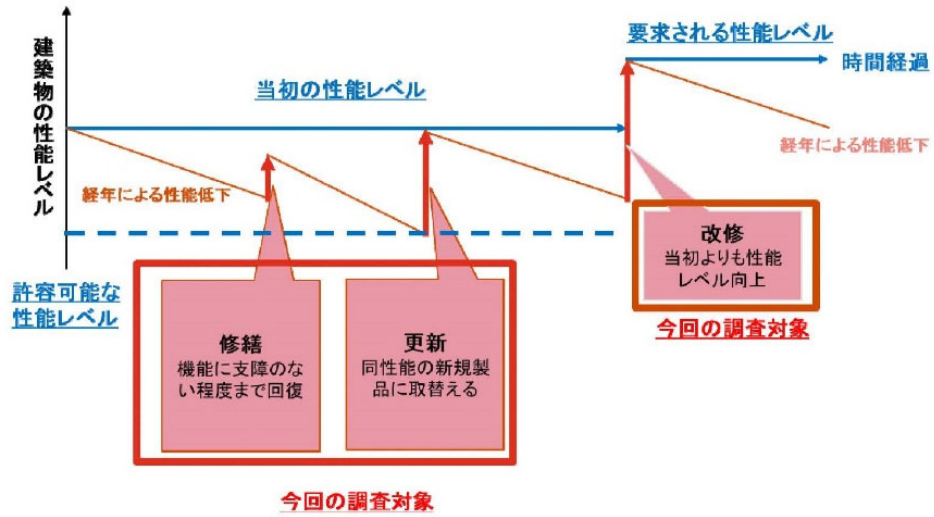 建築物の性能レベル
要求される性能レベル
時間経過
当初の性能レベル
経年による性能低下
経年による性能低下
許容可能な
性能レベル
修繕
機能に支障のな
い程度まで回復
更新
同性能の新規製
品に取替える
改修
当初よりも性能
レベル向上
今回の調査対象
今回の調査対象